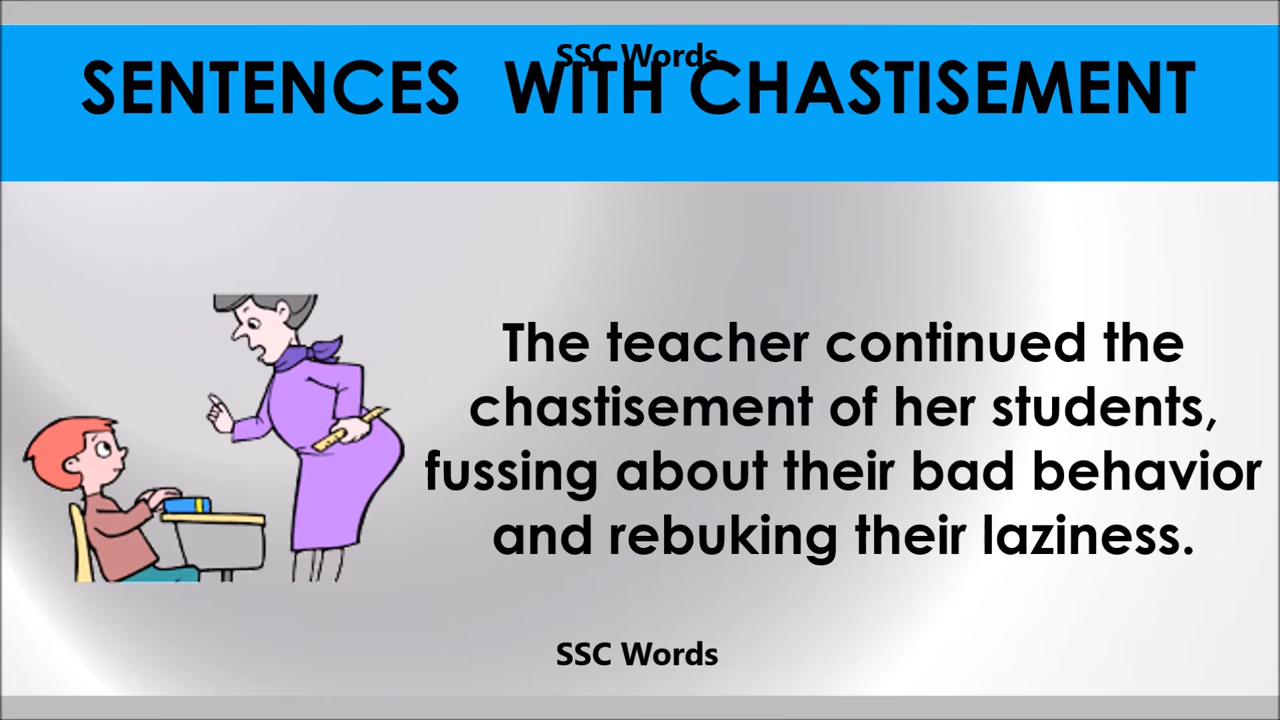 SSC Words
SENTENCES WITH CHASTISEMENT
The teacher continued the
chastisement of her students,
fussing about their bad behavior
and rebuking their laziness.
SSC Words